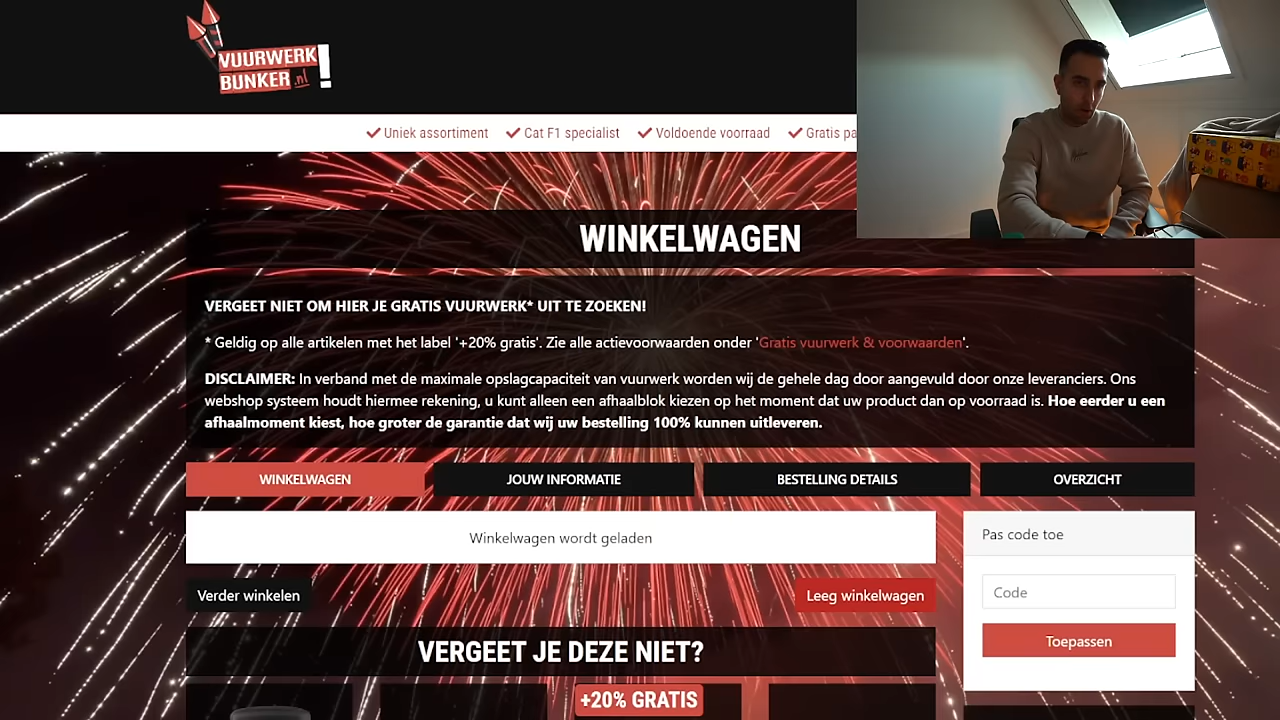 VUURWERK
BUNKER.nl!
Uniek assortiment
Cat F1 specialist
Voldoende voorraad
Gratis pa
WINKELWAGEN
VERGEET NIET OM HIER JE GRATIS VUURWERK* UIT TE ZOEKEN!
* Geldig op alle artikelen met het label '+20% gratis'. Zie alle actievoorwaarden onder 'Gratis vuurwerk & voorwaarden'.
DISCLAIMER: In verband met de maximale opslagcapaciteit van vuurwerk worden wij de gehele dag door aangevuld door onze leveranciers. Ons
webshop systeem houdt hiermee rekening, u kunt alleen een afhaalblok kiezen op het moment dat uw product dan op voorraad is. Hoe eerder u een
afhaalmoment kiest, hoe groter de garantie dat wij uw bestelling 100% kunnen uitleveren.
WINKELWAGEN
JOUW INFORMATIE
BESTELLING DETAILS
OVERZICHT
Winkelwagen wordt geladen
Pas code toe
Code
Verder winkelen
Leeg winkelwagen
Toepassen
VERGEET JE DEZE NIET?
+20% GRATIS